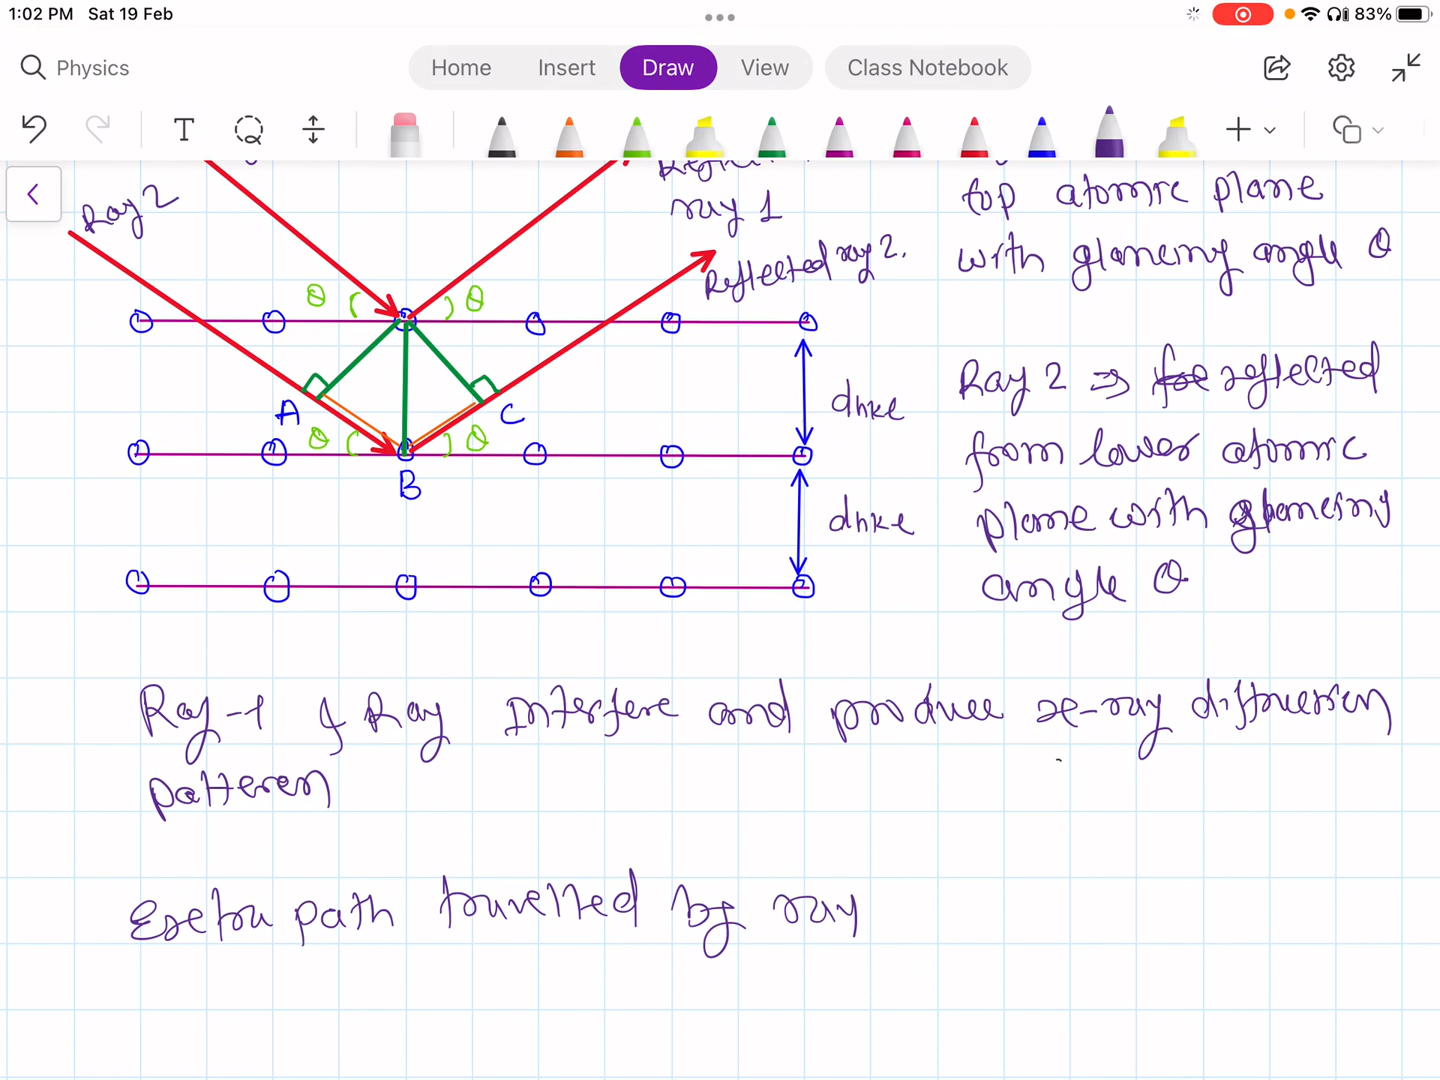 1:02 PM Sat 19 Feb
83%
Physics
Home Insert Draw View Class Notebook
T
Ray 2
ray 1
Reflected ray 2.
top atomic plane
with glancing angle θ
θ θ
A C
dhkl
θ θ
B
dhkl
Ray 2 ⇒ reflected
from lower atomic
plane with glancing
angle θ
Ray-1 & Ray Interfere and produce x-ray diffraction
patteren
Extra path travelled by ray